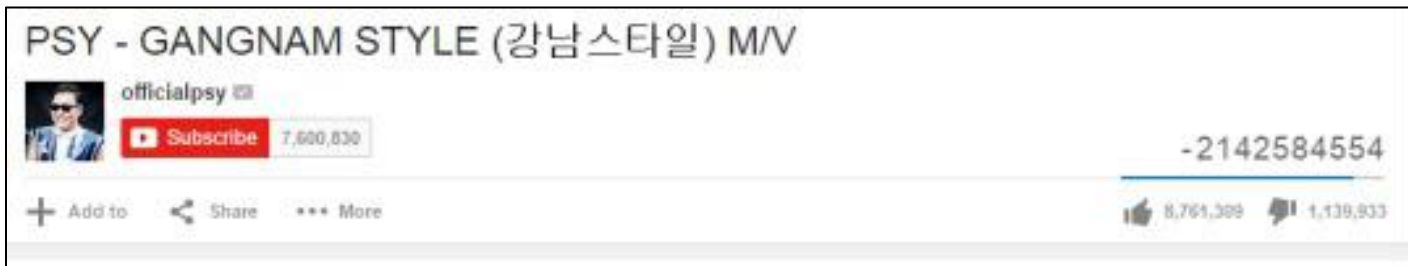 PSY - GANGNAM STYLE (강남스타일) M/V
officialpsy
Subscribe 7,600,830
-2142584554
Add to Share More 8,761,309 1,139,933